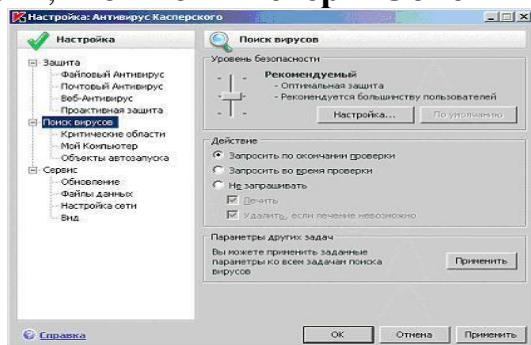 Настройка: Антивирус Касперского
Настройка
Защита
Файловый Антивирус
Почтовый Антивирус
Веб-Антивирус
Проактивная защита
Поиск вирусов
Критические области
Мой Компьютер
Объекты автозапуска
Сервис
Обновление
Файлы данных
Настройка сети
Вид
Поиск вирусов
Уровень безопасности
Рекомендуемый
- Оптимальная защита
- Рекомендуется большинству пользователей
Настройка...
По умолчанию
Действие
Запросить по окончании проверки
Запросить во время проверки
Не запрашивать
Лечить
Удалить, если лечение невозможно
Параметры других задач
Вы можете применить заданные
параметры ко всем задачам поиска
вирусов
Применить
Справка
ОК
Отмена
Применить